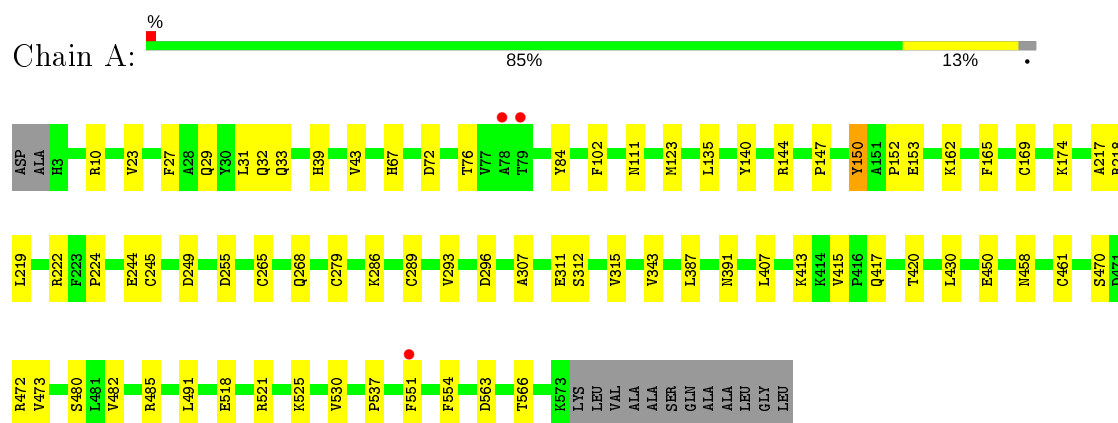 %
Chain A:
85% 13% •
ASP ALA H3 R10 V23 F27 A28 Q29 Y30 L31 Q32 Q33 H39 V43 H67 D72 T76 V77 A78 T79 Y84 F102 N111 M123 L135 Y140 R144 P147 Y150 A151 P152 E153 K162 F165 C169 K174 A217 R218
L219 R222 F223 P224 E244 C245 D249 D255 C265 Q268 C279 K286 C289 V293 D296 A307 E311 S312 V315 V343 L387 N391 L407 K413 K414 V415 P416 Q417 T420 L430 E450 N458 C461 S470
R472 V473 S480 L481 V482 R485 L491 E518 R521 K525 V530 P537 F551 F554 D563 T566 K573 LYS LEU VAL ALA ALA SER GLN ALA ALA LEU GLY LEU